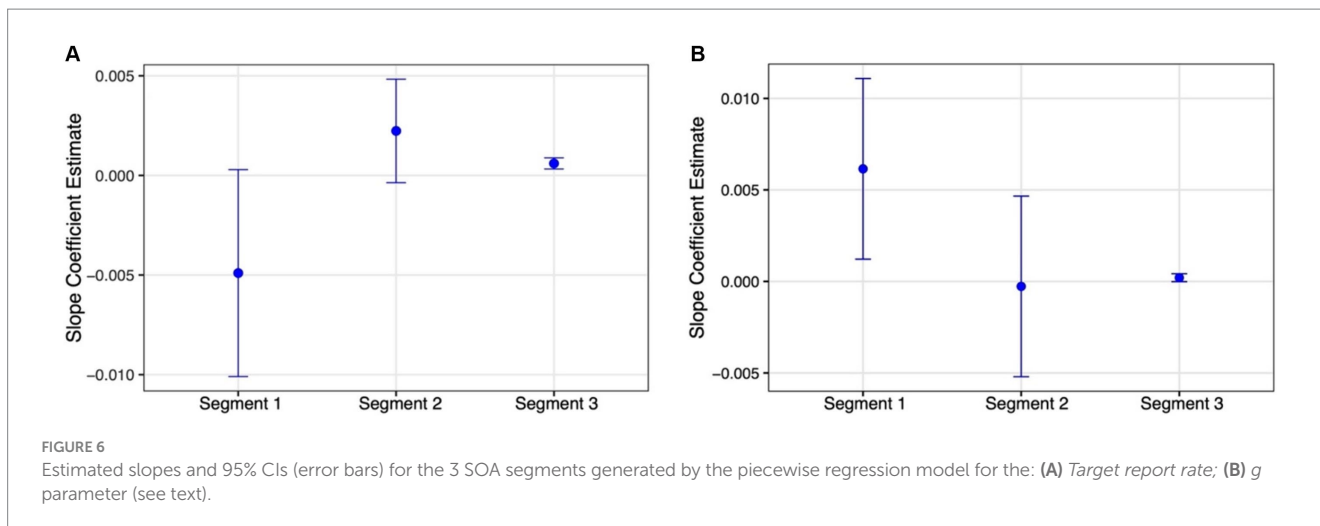 A
B
0.005
0.000
−0.005
−0.010
Slope Coefficient Estimate
Segment 1 Segment 2 Segment 3
0.010
0.005
0.000
−0.005
Slope Coefficient Estimate
Segment 1 Segment 2 Segment 3
FIGURE 6
Estimated slopes and 95% CIs (error bars) for the 3 SOA segments generated by the piecewise regression model for the: (A) Target report rate; (B) g
parameter (see text).